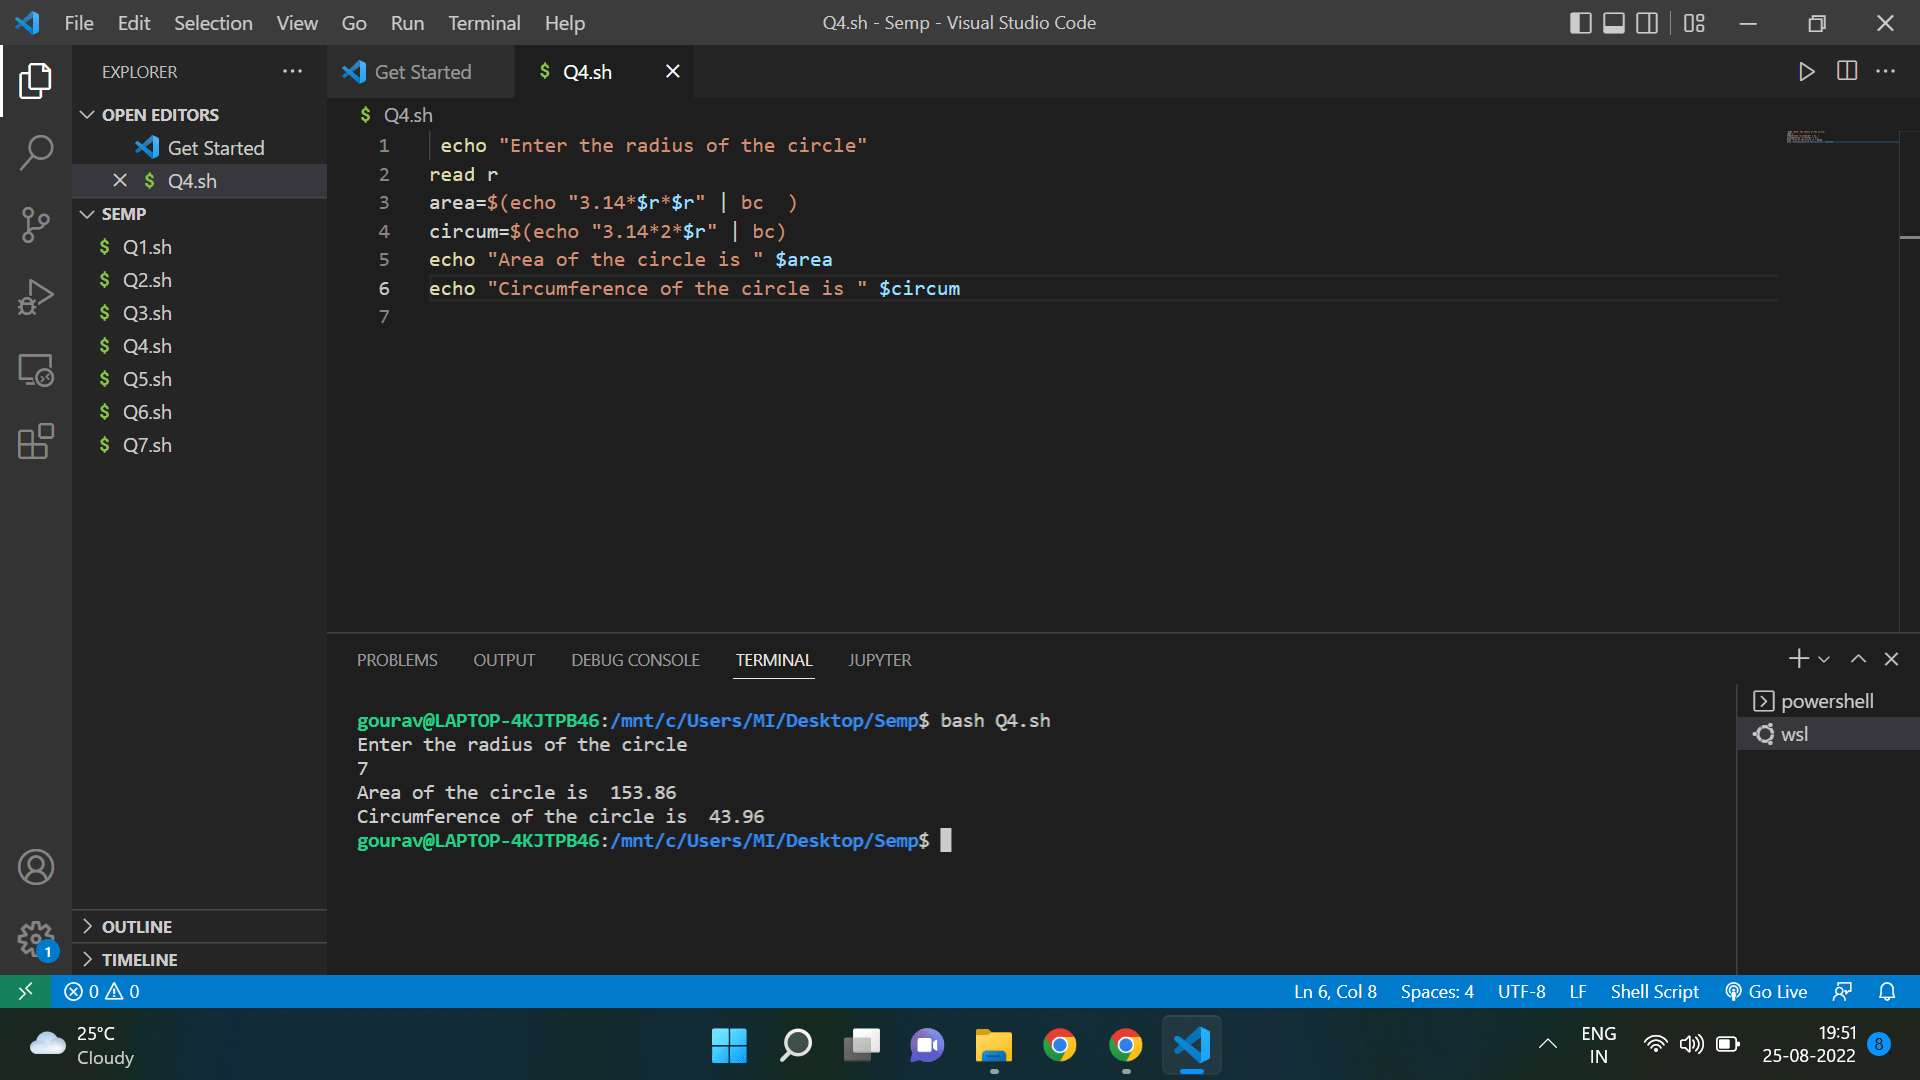 File Edit Selection View Go Run Terminal Help
Q4.sh - Semp - Visual Studio Code
EXPLORER
OPEN EDITORS
Get Started
Q4.sh
SEMP
$ Q1.sh
$ Q2.sh
$ Q3.sh
$ Q4.sh
$ Q5.sh
$ Q6.sh
$ Q7.sh
OUTLINE
TIMELINE
Get Started $ Q4.sh
$ Q4.sh
1 echo "Enter the radius of the circle"
2 read r
3 area=$(echo "3.14*$r*$r" | bc  )
4 circum=$(echo "3.14*2*$r" | bc)
5 echo "Area of the circle is " $area
6 echo "Circumference of the circle is " $circum
7
PROBLEMS OUTPUT DEBUG CONSOLE TERMINAL JUPYTER
gourav@LAPTOP-4KJTPB46:/mnt/c/Users/MI/Desktop/Semp$ bash Q4.sh
Enter the radius of the circle
7
Area of the circle is  153.86
Circumference of the circle is  43.96
gourav@LAPTOP-4KJTPB46:/mnt/c/Users/MI/Desktop/Semp$
powershell
wsl
1
0 0 Ln 6, Col 8 Spaces: 4 UTF-8 LF Shell Script Go Live
25°C
Cloudy
ENG
IN
19:51
25-08-2022
8